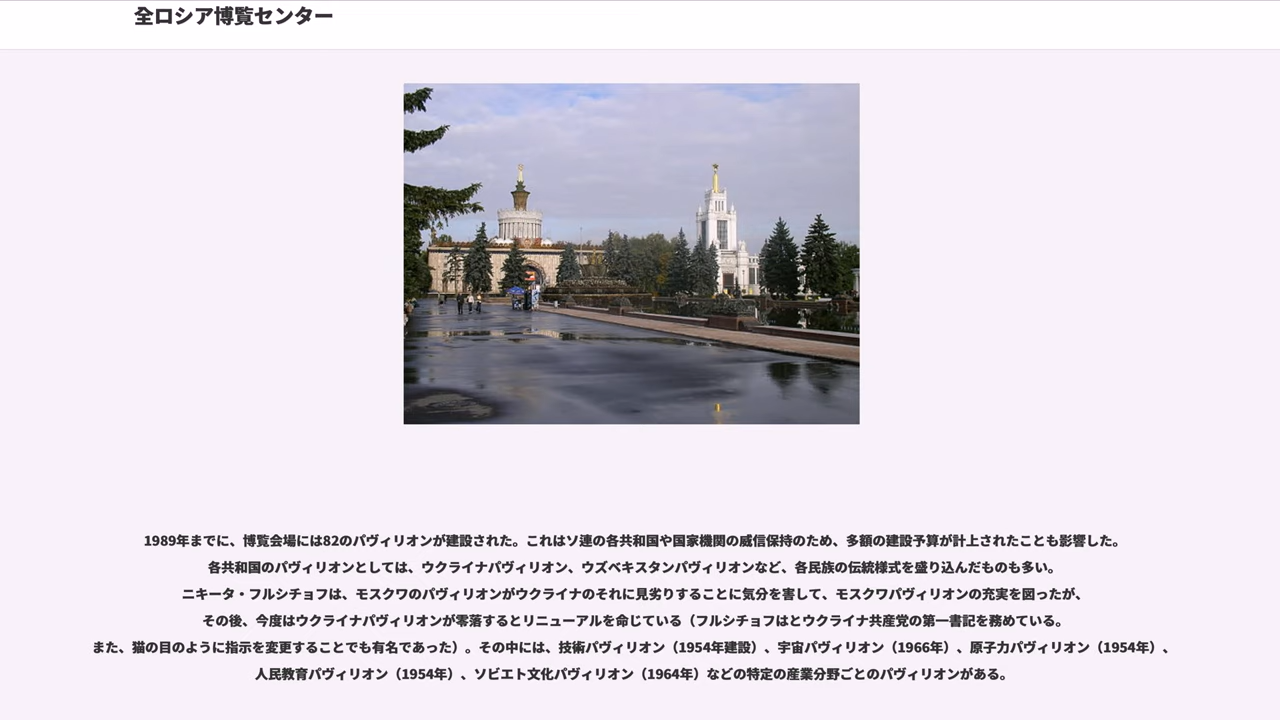 全ロシア博覧センター
1989年までに、博覧会場には82のパヴィリオンが建設された。これはソ連の各共和国や国家機関の威信保持のため、多額の建設予算が計上されたことも影響した。
各共和国のパヴィリオンとしては、ウクライナパヴィリオン、ウズベキスタンパヴィリオンなど、各民族の伝統様式を盛り込んだものも多い。
ニキータ・フルシチョフは、モスクワのパヴィリオンがウクライナのそれに見劣りすることに気分を害して、モスクワパヴィリオンの充実を図ったが、
その後、今度はウクライナパヴィリオンが零落するとリニューアルを命じている（フルシチョフはとウクライナ共産党の第一書記を務めている。
また、猫の目のように指示を変更することでも有名であった）。その中には、技術パヴィリオン（1954年建設）、宇宙パヴィリオン（1966年）、原子力パヴィリオン（1954年）、
人民教育パヴィリオン（1954年）、ソビエト文化パヴィリオン（1964年）などの特定の産業分野ごとのパヴィリオンがある。